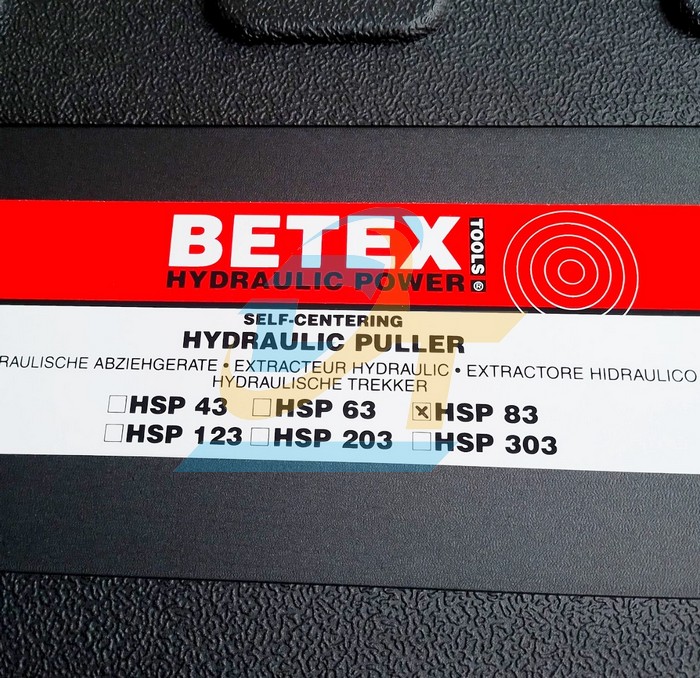 BETEX TOOLS®
HYDRAULIC POWER
SELF-CENTERING
HYDRAULIC PULLER
RAULISCHE ABZIEHGERATE • EXTRACTEUR HYDRAULIC • EXTRACTORE HIDRAULICO
HYDRAULISCHE TREKKER
☐HSP 43 ☐HSP 63 ☒HSP 83
☐HSP 123 ☐HSP 203 ☐HSP 303